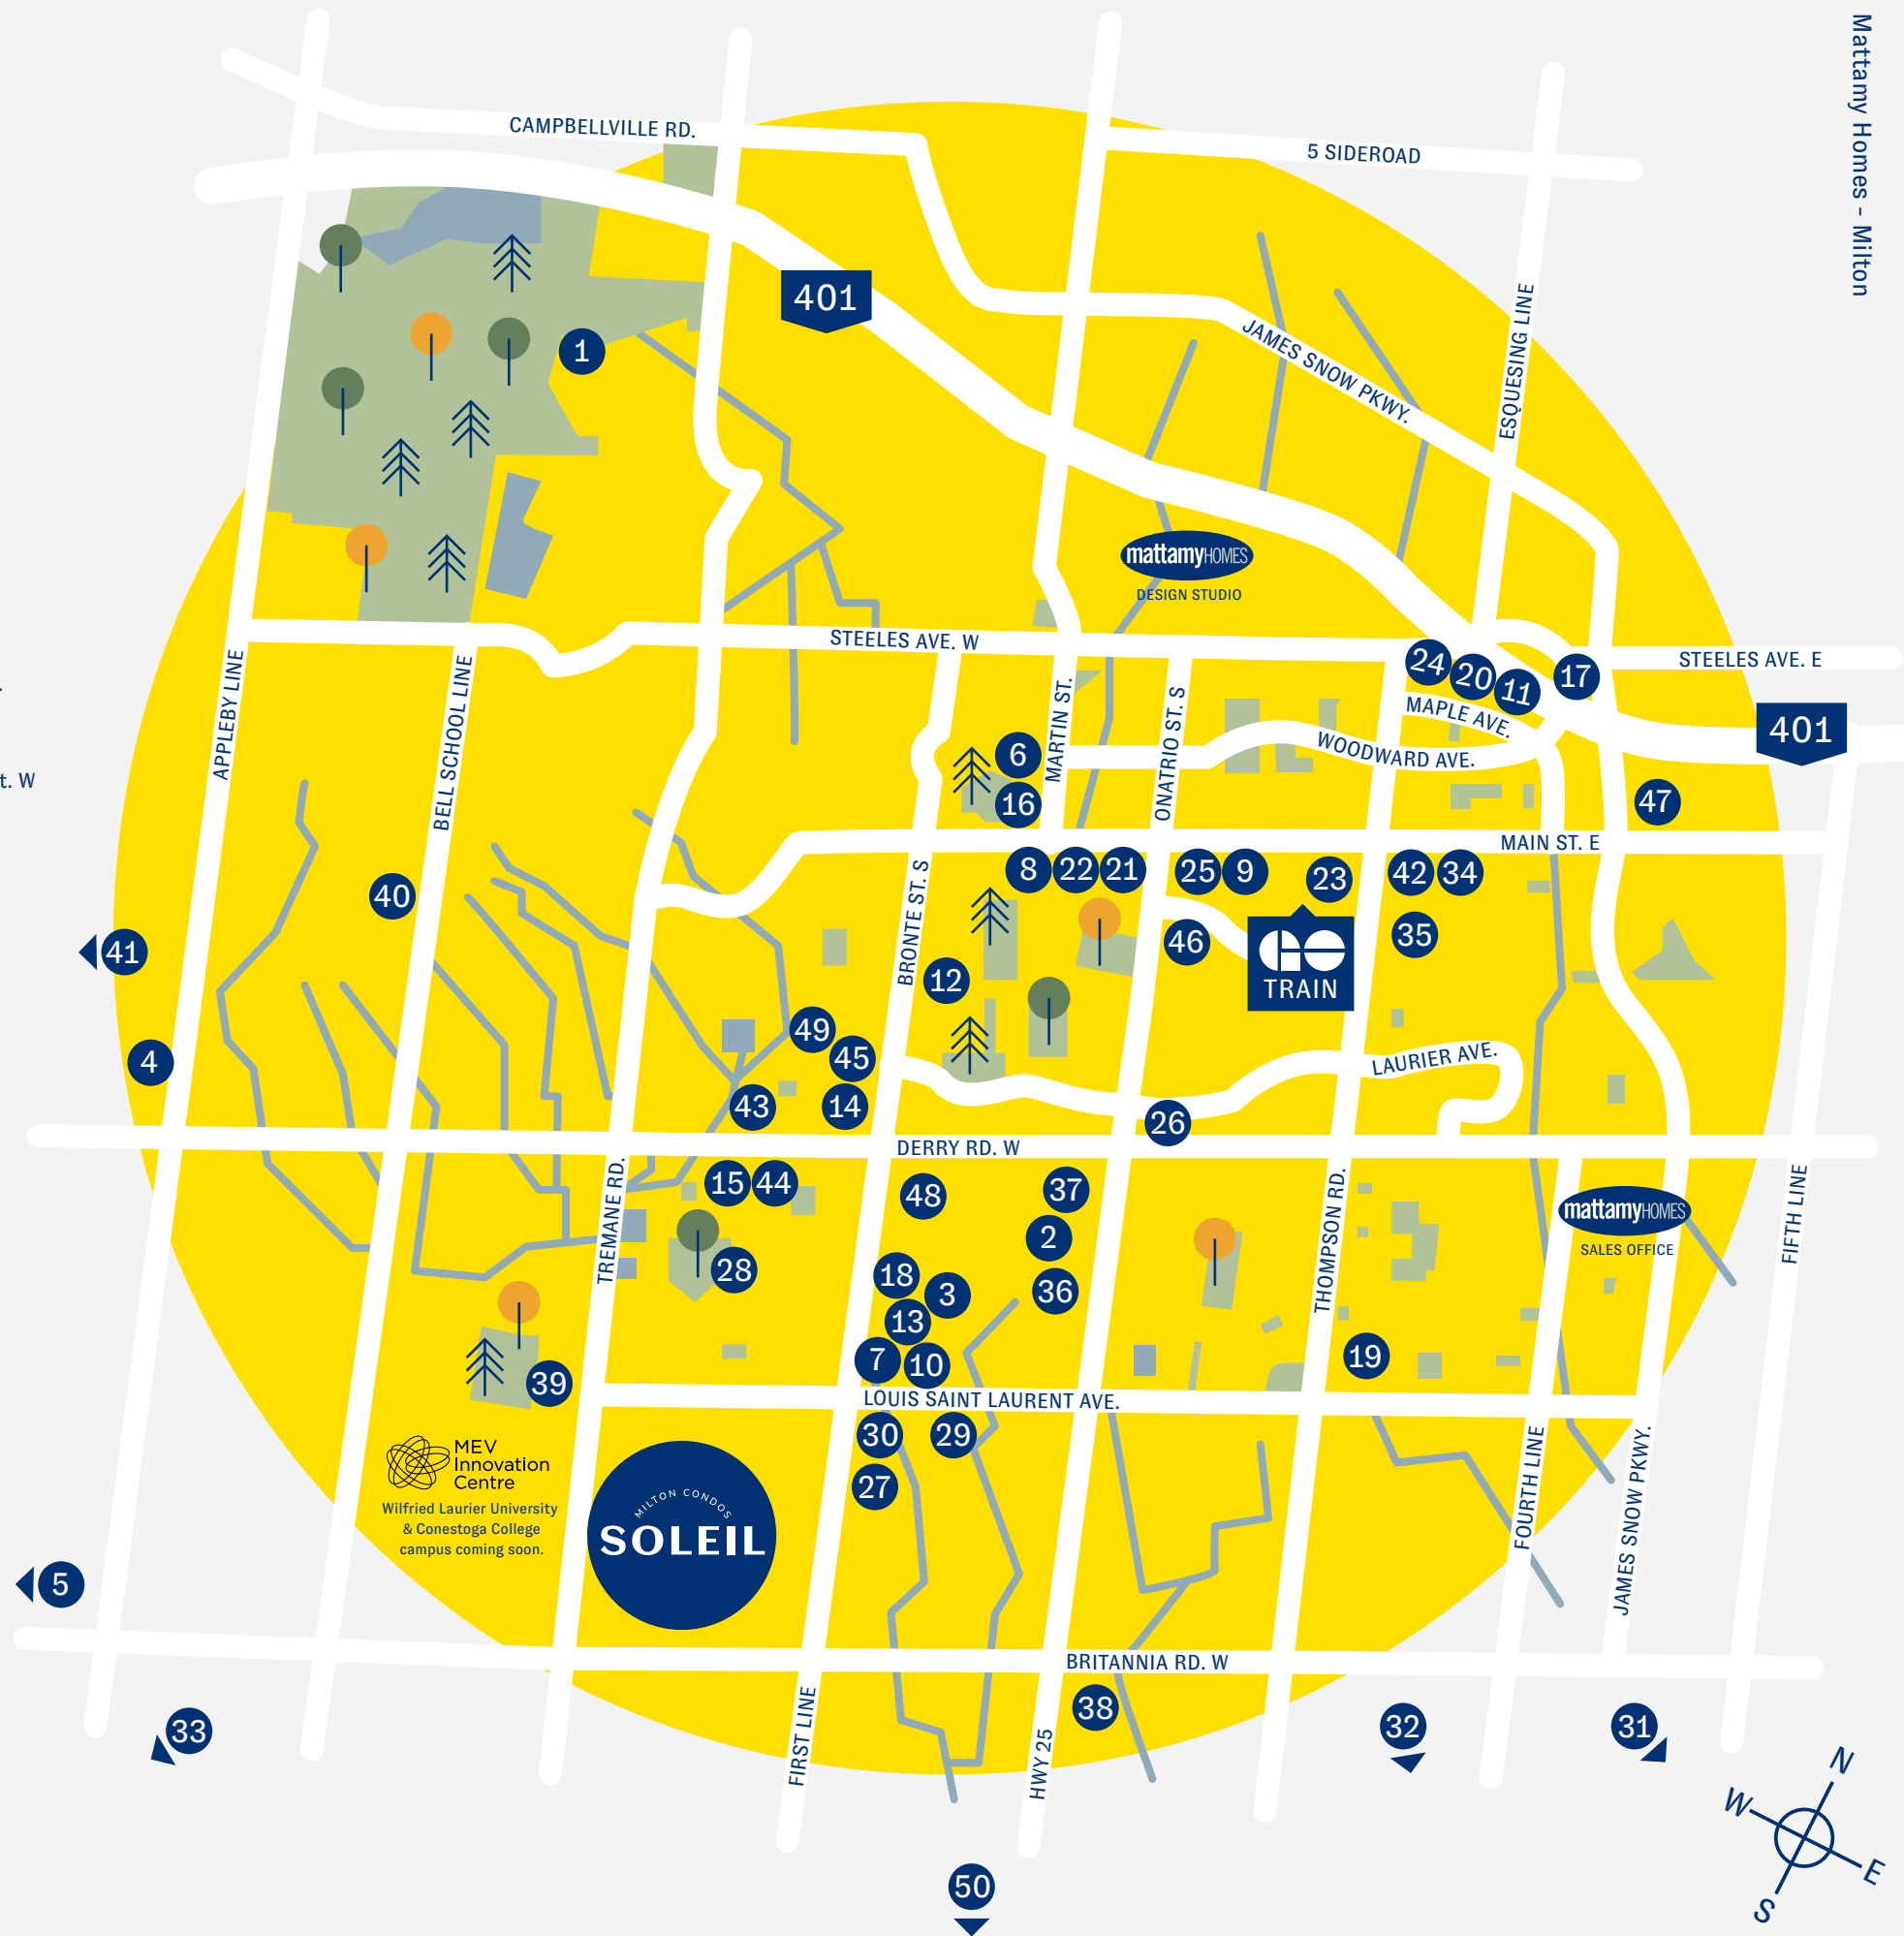 Mattamy Homes - Milton
CAMPBELLVILLE RD.
5 SIDEROAD
401
JAMES SNOW PKWY.
ESQUESING LINE
1
mattamyHOMES
DESIGN STUDIO
STEELES AVE. W
STEELES AVE. E
24
20
11
17
APPLEBY LINE
BELL SCHOOL LINE
MARTIN ST.
ONATRIO ST. S
MAPLE AVE.
WOODWARD AVE.
401
t. W
6
16
47
MAIN ST. E
8
22
21
25
9
23
42
34
40
41
BRONTE ST. S
12
46
GO
TRAIN
35
4
49
45
43
14
LAURIER AVE.
26
DERRY RD. W
15
44
48
37
2
TREMANE RD.
THOMPSON RD.
FIFTH LINE
mattamyHOMES
SALES OFFICE
28
18
3
36
13
7
10
19
39
LOUIS SAINT LAURENT AVE.
30
29
27
MEV
Innovation
Centre
Wilfried Laurier University
& Conestoga College
campus coming soon.
MILTON CONDOS
SOLEIL
FOURTH LINE
JAMES SNOW PKWY.
5
BRITANNIA RD. W
38
33
32
31
FIRST LINE
HWY 25
50
N
W
E
S